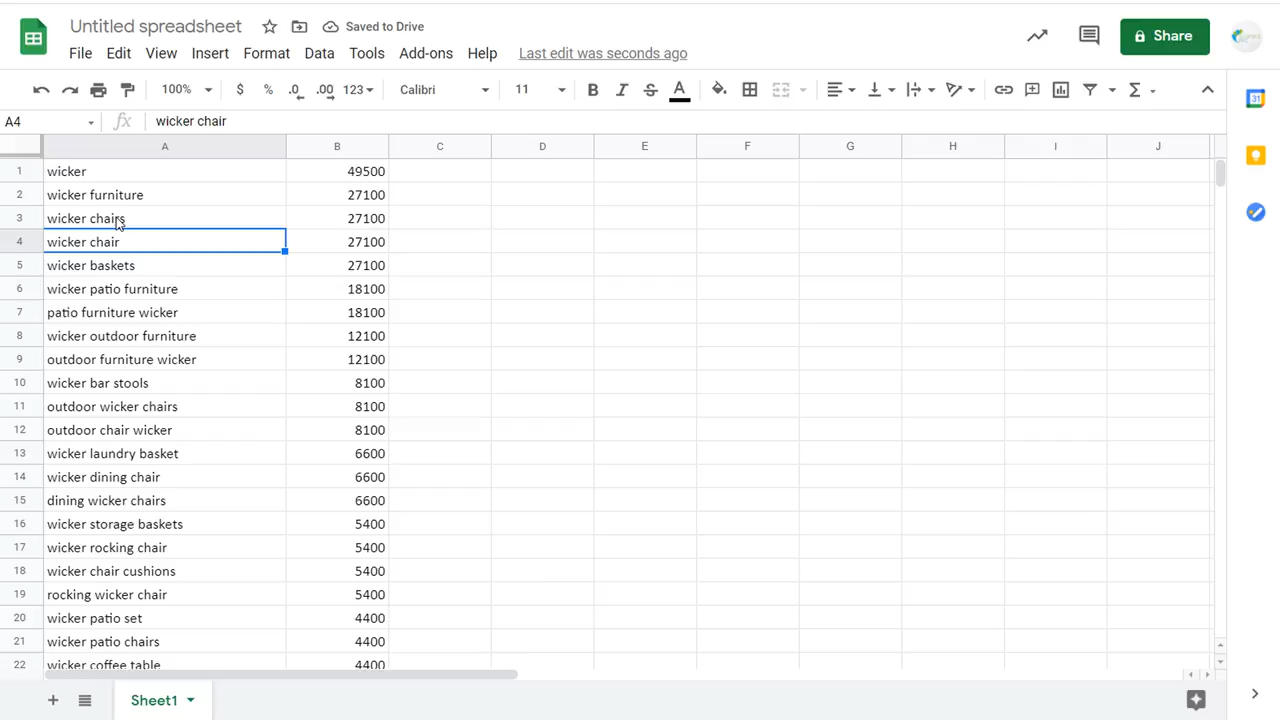 Untitled spreadsheet Saved to Drive
File Edit View Insert Format Data Tools Add-ons Help Last edit was seconds ago
Share
100% $ % .0 .00 123 Calibri 11 B I S A Σ
31
A4 fx wicker chair
A B C D E F G H I J
1 wicker 49500
2 wicker furniture 27100
3 wicker chairs 27100
4 wicker chair 27100
5 wicker baskets 27100
6 wicker patio furniture 18100
7 patio furniture wicker 18100
8 wicker outdoor furniture 12100
9 outdoor furniture wicker 12100
10 wicker bar stools 8100
11 outdoor wicker chairs 8100
12 outdoor chair wicker 8100
13 wicker laundry basket 6600
14 wicker dining chair 6600
15 dining wicker chairs 6600
16 wicker storage baskets 5400
17 wicker rocking chair 5400
18 wicker chair cushions 5400
19 rocking wicker chair 5400
20 wicker patio set 4400
21 wicker patio chairs 4400
22 wicker coffee table 4400
Sheet1